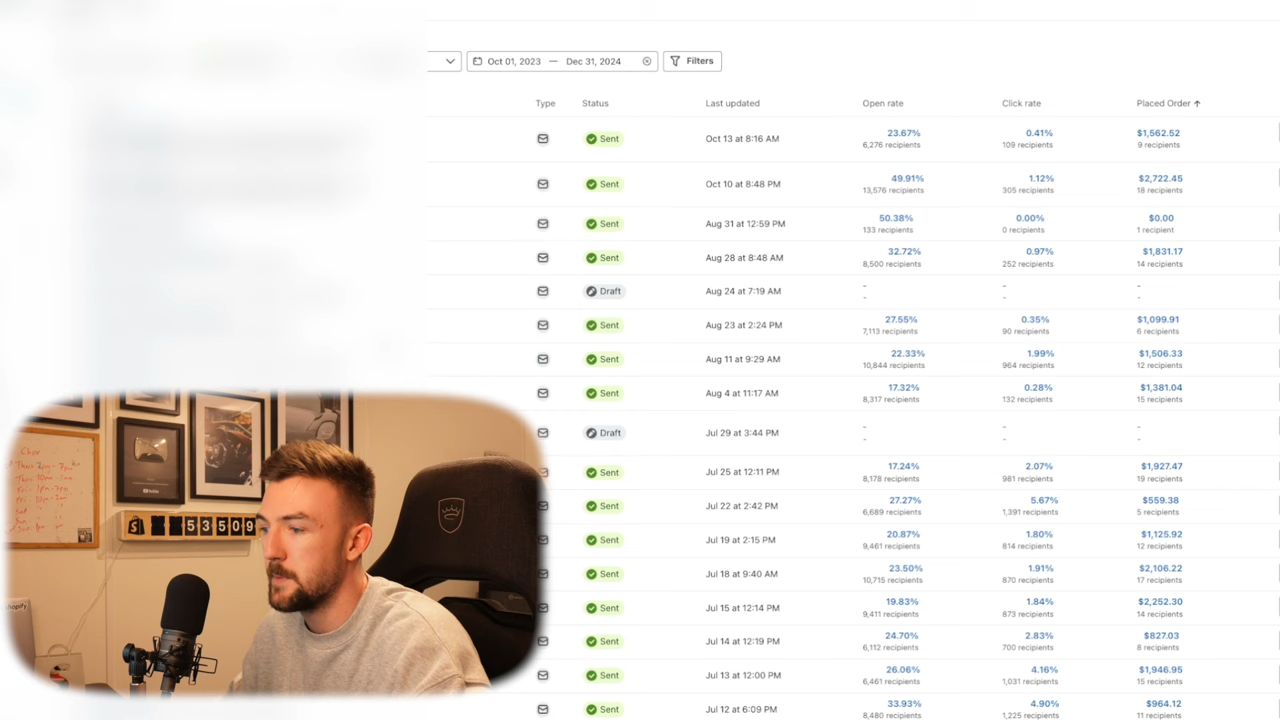 Oct 01, 2023 — Dec 31, 2024 Filters
Type Status Last updated Open rate Click rate Placed Order
Sent Oct 13 at 8:16 AM 23.67% 0.41% $1,562.52
6,276 recipients 109 recipients 9 recipients
Sent Oct 10 at 8:48 PM 49.91% 1.12% $2,722.45
13,576 recipients 305 recipients 18 recipients
Sent Aug 31 at 12:59 PM 50.38% 0.00% $0.00
133 recipients 0 recipients 1 recipient
Sent Aug 28 at 8:48 AM 32.72% 0.97% $1,831.17
8,500 recipients 252 recipients 14 recipients
Draft Aug 24 at 7:19 AM - - -
- - -
Sent Aug 23 at 2:24 PM 27.55% 0.35% $1,099.91
7,113 recipients 90 recipients 6 recipients
Sent Aug 11 at 9:29 AM 22.33% 1.99% $1,506.33
10,844 recipients 964 recipients 12 recipients
Sent Aug 4 at 11:17 AM 17.32% 0.28% $1,381.04
8,317 recipients 132 recipients 15 recipients
Draft Jul 29 at 3:44 PM - - -
- - -
Sent Jul 25 at 12:11 PM 17.24% 2.07% $1,927.47
8,178 recipients 981 recipients 19 recipients
Sent Jul 22 at 2:42 PM 27.27% 5.67% $559.38
6,689 recipients 1,391 recipients 5 recipients
Sent Jul 19 at 2:15 PM 20.87% 1.80% $1,125.92
9,461 recipients 814 recipients 12 recipients
Sent Jul 18 at 9:40 AM 23.50% 1.91% $2,106.22
10,715 recipients 870 recipients 17 recipients
Sent Jul 15 at 12:14 PM 19.83% 1.84% $2,252.30
9,411 recipients 873 recipients 14 recipients
Sent Jul 14 at 12:19 PM 24.70% 2.83% $827.03
6,112 recipients 700 recipients 8 recipients
Sent Jul 13 at 12:00 PM 26.06% 4.16% $1,946.95
6,461 recipients 1,031 recipients 15 recipients
Sent Jul 12 at 6:09 PM 33.93% 4.90% $964.12
8,480 recipients 1,225 recipients 11 recipients
53509
shopify